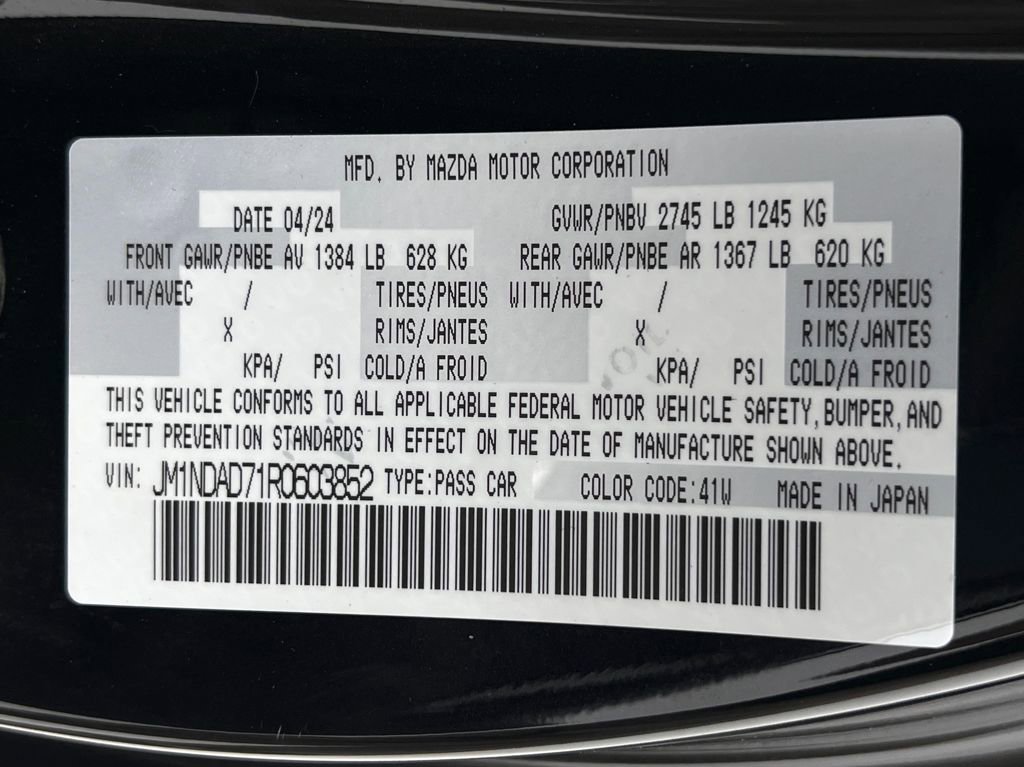 MFD. BY MAZDA MOTOR CORPORATION
DATE 04/24 GVWR/PNBV 2745 LB 1245 KG
FRONT GAWR/PNBE AV 1384 LB 628 KG REAR GAWR/PNBE AR 1367 LB 620 KG
WITH/AVEC / TIRES/PNEUS WITH/AVEC / TIRES/PNEUS
X RIMS/JANTES X RIMS/JANTES
KPA/ PSI COLD/A FROID KPA/ PSI COLD/A FROID
THIS VEHICLE CONFORMS TO ALL APPLICABLE FEDERAL MOTOR VEHICLE SAFETY, BUMPER, AND
THEFT PREVENTION STANDARDS IN EFFECT ON THE DATE OF MANUFACTURE SHOWN ABOVE.
VIN: JM1NDAD71R0603852 TYPE:PASS CAR COLOR CODE:41W MADE IN JAPAN